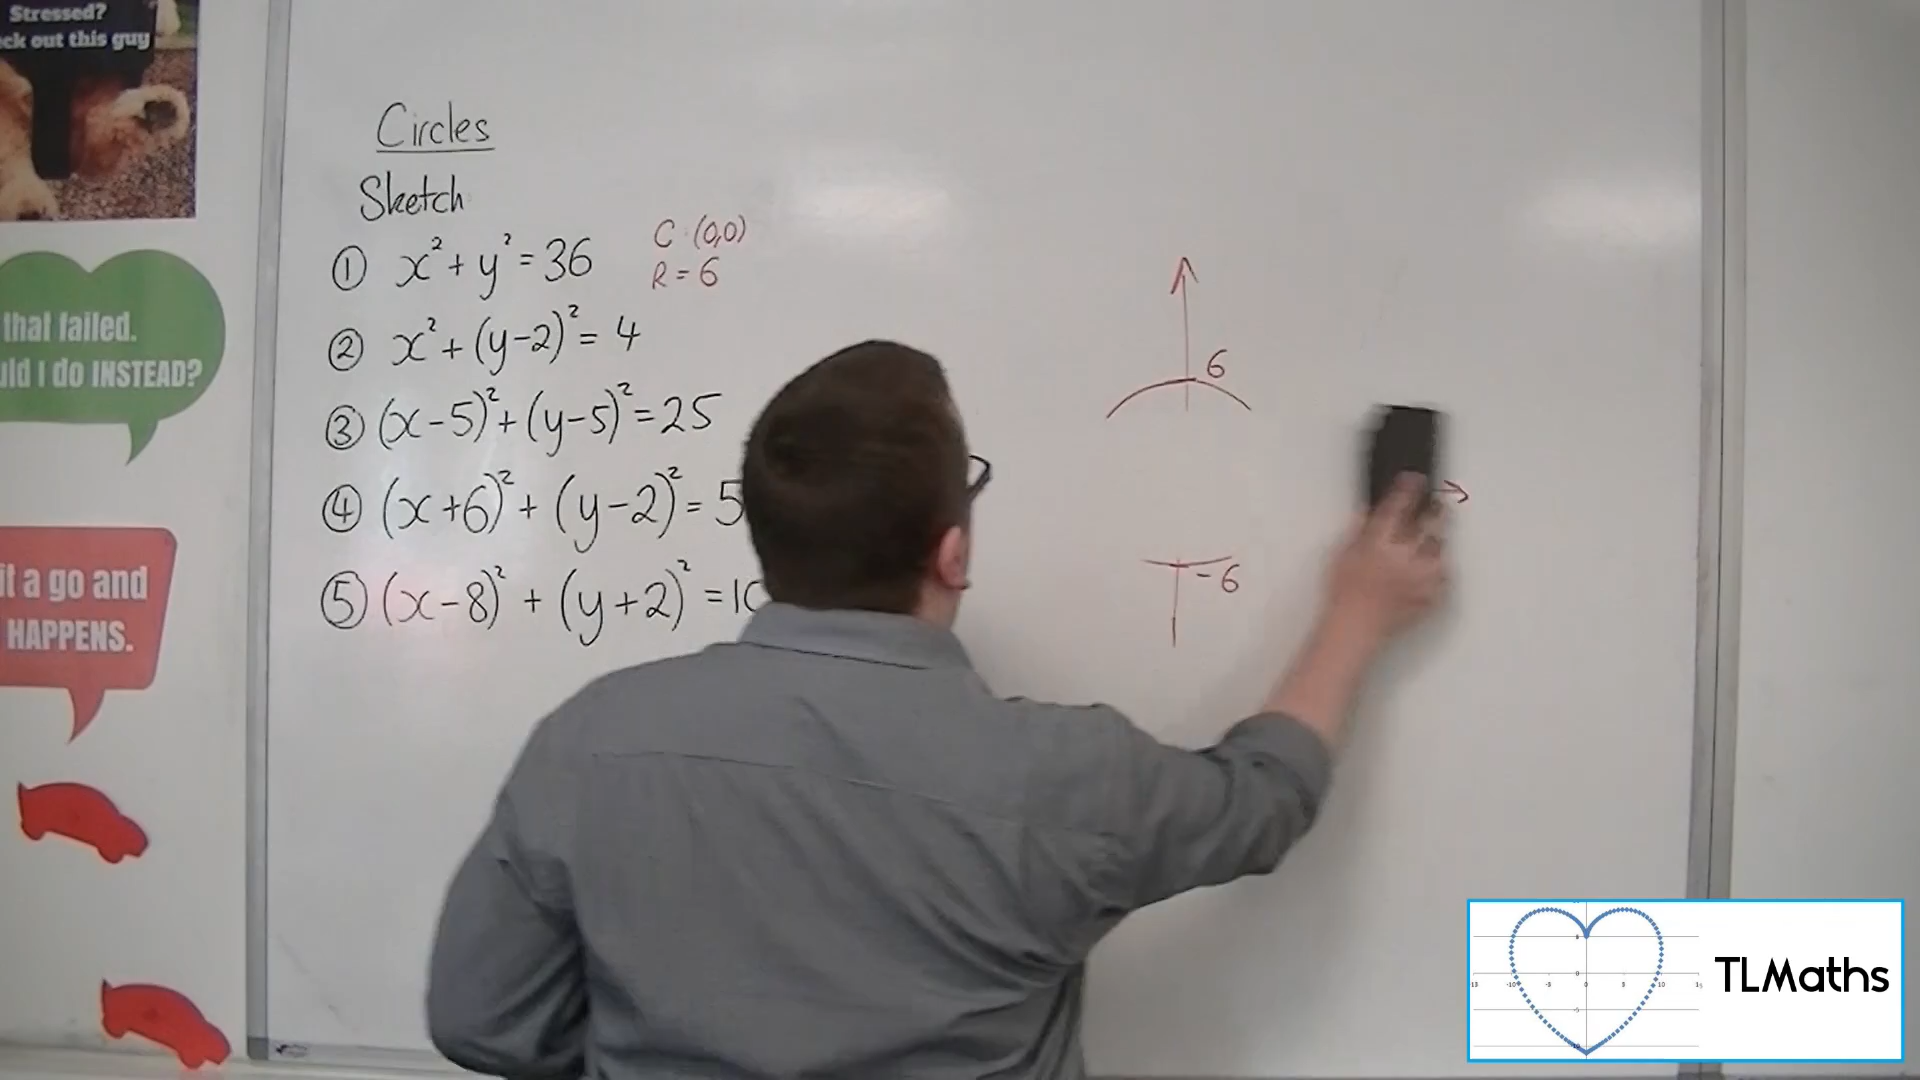 Stressed?
ck out this guy
that failed.
uld I do INSTEAD?
it a go and
HAPPENS.
Circles
Sketch
① x² + y² = 36
C : (0,0)
R = 6
② x² + (y-2)² = 4
③ (x-5)² + (y-5)² = 25
④ (x+6)² + (y-2)² = 5
⑤ (x-8)² + (y+2)² = 10
6
-6
TLMaths